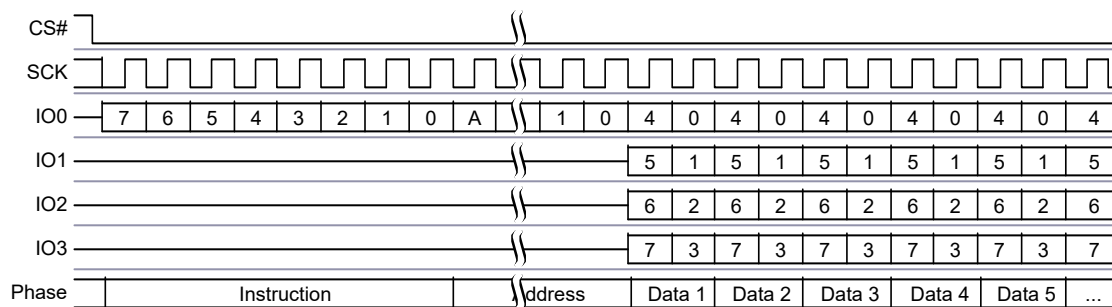 CS#
SCK
IO0 7 6 5 4 3 2 1 0 A 1 0 4 0 4 0 4 0 4 0 4 0 4
IO1 5 1 5 1 5 1 5 1 5 1 5
IO2 6 2 6 2 6 2 6 2 6 2 6
IO3 7 3 7 3 7 3 7 3 7 3 7
Phase Instruction Address Data 1 Data 2 Data 3 Data 4 Data 5 ...